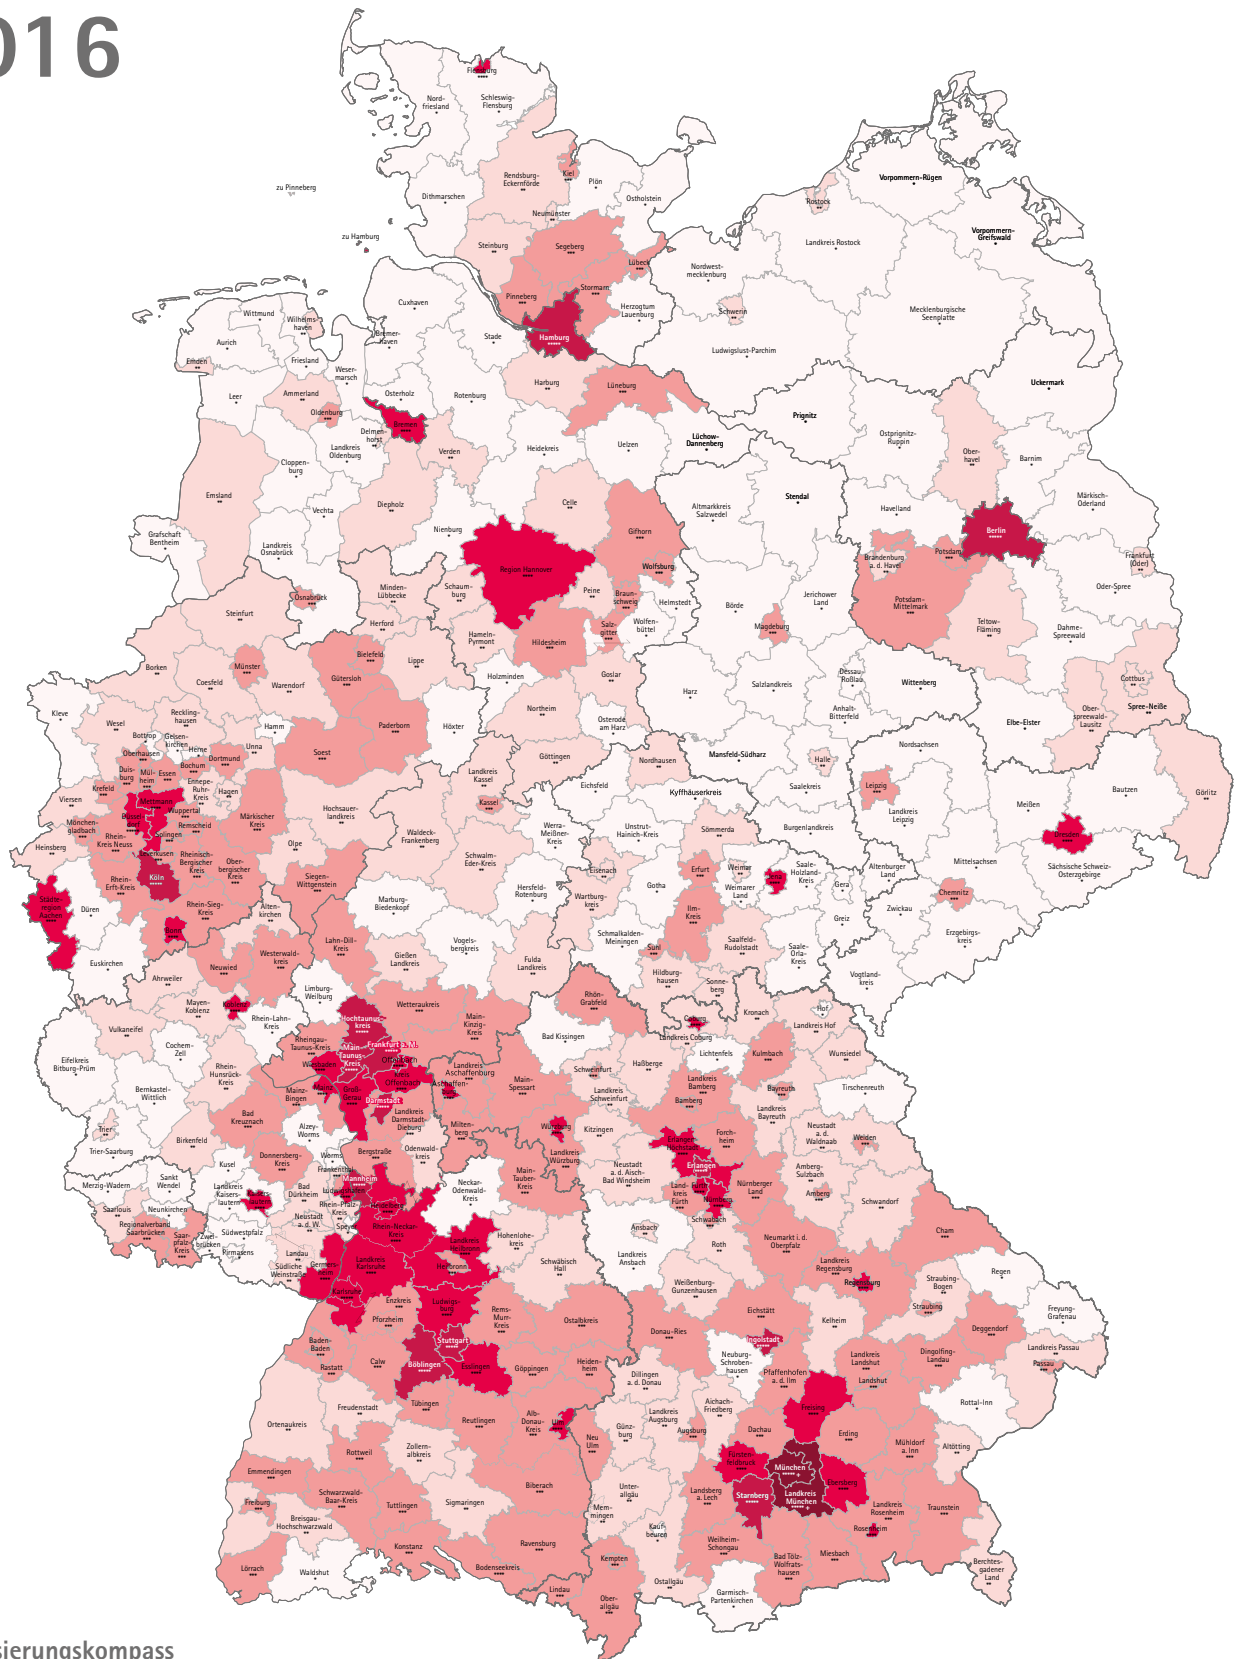 016
Flensburg
Nord-
friesland
Schleswig-
Flensburg
Rendsburg-
Eckernförde
Kiel
Plön
Ostholstein
Dithmarschen
zu Pinneberg
zu Hamburg
Neumünster
Steinburg
Segeberg
Lübeck
Pinneberg
Stormarn
Herzogtum
Lauenburg
Hamburg
Vorpommern-Rügen
Rostock
Landkreis Rostock
Vorpommern-
Greifswald
Nordwest-
mecklenburg
Schwerin
Mecklenburgische
Seenplatte
Ludwigslust-Parchim
Cuxhaven
Wittmund
Wilhelms-
haven
Aurich
Emden
Friesland
Bremer-
haven
Stade
Weser-
marsch
Leer
Ammerland
Oldenburg
Osterholz
Rotenburg
Harburg
Lüneburg
Bremen
Delmen-
horst
Landkreis
Oldenburg
Verden
Heidekreis
Uelzen
Lüchow-
Dannenberg
Cloppen-
burg
Emsland
Vechta
Diepholz
Nienburg
Celle
Gifhorn
Grafschaft
Bentheim
Landkreis
Osnabrück
Osnabrück
Region Hannover
Wolfsburg
Peine
Braun-
schweig
Helmstedt
Salz-
gitter
Wolfen-
büttel
Hildesheim
Schaum-
burg
Hameln-
Pyrmont
Holzminden
Goslar
Northeim
Osterode
am Harz
Göttingen
Prignitz
Ostprignitz-
Ruppin
Ober-
havel
Uckermark
Barnim
Märkisch-
Oderland
Havelland
Berlin
Brandenburg
a. d. Havel
Potsdam
Potsdam-
Mittelmark
Teltow-
Fläming
Frankfurt
(Oder)
Oder-Spree
Dahme-
Spreewald
Cottbus
Spree-Neiße
Ober-
spreewald-
Lausitz
Elbe-Elster
Stendal
Altmarkkreis
Salzwedel
Börde
Jerichower
Land
Magdeburg
Harz
Salzlandkreis
Dessau
Roßlau
Anhalt-
Bitterfeld
Wittenberg
Mansfeld-Südharz
Halle
Saalekreis
Burgenlandkreis
Nordsachsen
Leipzig
Landkreis
Leipzig
Meißen
Bautzen
Görlitz
Dresden
Sächsische Schweiz-
Osterzgebirge
Mittelsachsen
Chemnitz
Erzgebirgs-
kreis
Zwickau
Vogtland-
kreis
Altenburger
Land
Nordhausen
Eichsfeld
Kyffhäuserkreis
Unstrut-
Hainich-Kreis
Sömmerda
Erfurt
Weimar
Weimarer
Land
Jena
Saale-
Holzland-
Kreis
Gera
Greiz
Eisenach
Gotha
Wartburg-
kreis
Ilm-
Kreis
Schmalkalden-
Meiningen
Suhl
Saalfeld-
Rudolstadt
Saale-
Orla-
Kreis
Hildburg-
hausen
Sonne-
berg
Minden-
Lübbecke
Herford
Steinfurt
Bielefeld
Lippe
Borken
Münster
Coesfeld
Warendorf
Gütersloh
Paderborn
Höxter
Kleve
Wesel
Reckling-
hausen
Bottrop
Gelsen-
kirchen
Hamm
Herne
Unna
Soest
Oberhausen
Bochum
Dortmund
Duis-
burg
Mül-
heim
Essen
Ennepe-
Ruhr-
Kreis
Hagen
Krefeld
Viersen
Mettmann
Wuppertal
Märkischer
Kreis
Hochsauer-
landkreis
Mönchen-
gladbach
Düssel-
dorf
Remscheid
Solingen
Heinsberg
Rhein-
Kreis Neuss
Leverkusen
Rheinisch-
Bergischer
Kreis
Ober-
bergischer
Kreis
Olpe
Köln
Siegen-
Wittgenstein
Rhein-
Erft-Kreis
Städte-
region
Aachen
Düren
Rhein-Sieg-
Kreis
Bonn
Euskirchen
Landkreis
Kassel
Kassel
Waldeck-
Frankenberg
Werra-
Meißner-
Kreis
Schwalm-
Eder-Kreis
Hersfeld-
Rotenburg
Marburg-
Biedenkopf
Lahn-Dill-
Kreis
Gießen
Landkreis
Vogels-
bergkreis
Fulda
Landkreis
Limburg-
Weilburg
Wetteraukreis
Hochtaunus-
kreis
Main-
Kinzig-
Kreis
Rheingau-
Taunus-Kreis
Main-
Taunus-
Kreis
Frankfurt a. M.
Offenbach
Wiesbaden
Kreis
Offenbach
Groß-
Gerau
Darmstadt
Landkreis
Darmstadt-
Dieburg
Bergstraße
Odenwald-
kreis
Alten-
kirchen
Neuwied
Westerwald-
kreis
Ahrweiler
Mayen-
Koblenz
Koblenz
Rhein-Lahn-
Kreis
Vulkaneifel
Cochem-
Zell
Eifelkreis
Bitburg-Prüm
Rhein-
Hunsrück-
Kreis
Bernkastel-
Wittlich
Mainz
Mainz-
Bingen
Bad
Kreuznach
Alzey-
Worms
Trier
Trier-Saarburg
Birkenfeld
Donnersberg-
Kreis
Worms
Kusel
Frankenthal
Ludwigshafen
Bad
Dürkheim
Landkreis
Kaisers-
lautern
Kaisers-
lautern
Rhein-Pfalz-
Kreis
Neustadt
a. d. W.
Speyer
Südwestpfalz
Zwei-
brücken
Pirmasens
Landau
Südliche
Weinstraße
Germers-
heim
Merzig-Wadern
Sankt
Wendel
Saarlouis
Neunkirchen
Regionalverband
Saarbrücken
Saar-
pfalz-
Kreis
Mannheim
Heidelberg
Rhein-Neckar-
Kreis
Neckar-
Odenwald-
Kreis
Main-
Tauber-
Kreis
Landkreis
Karlsruhe
Karlsruhe
Landkreis
Heilbronn
Heilbronn
Hohenlohe-
kreis
Schwäbisch
Hall
Enzkreis
Pforzheim
Ludwigs-
burg
Rems-
Murr-
Kreis
Ostalbkreis
Baden-
Baden
Rastatt
Calw
Stuttgart
Böblingen
Esslingen
Göppingen
Heiden-
heim
Freudenstadt
Tübingen
Reutlingen
Alb-
Donau-
Kreis
Ulm
Ortenaukreis
Rottweil
Zollern-
albkreis
Emmendingen
Schwarzwald-
Baar-Kreis
Tuttlingen
Sigmaringen
Biberach
Freiburg
Breisgau-
Hochschwarzwald
Konstanz
Ravensburg
Bodenseekreis
Lörrach
Waldshut
Rhön-
Grabfeld
Bad Kissingen
Coburg
Landkreis Coburg
Kronach
Hof
Landkreis Hof
Lichtenfels
Haßberge
Kulmbach
Wunsiedel
Landkreis
Aschaffenburg
Aschaffen-
burg
Main-
Spessart
Schweinfurt
Landkreis
Schweinfurt
Landkreis
Bamberg
Bamberg
Bayreuth
Landkreis
Bayreuth
Tirschenreuth
Milten-
berg
Würzburg
Landkreis
Würzburg
Kitzingen
Erlangen-
Höchstadt
Forch-
heim
Neustadt
a. d.
Waldnaab
Weiden
Neustadt
a. d. Aisch-
Bad Windsheim
Erlangen
Fürth
Land-
kreis
Fürth
Nürnberg
Nürnberger
Land
Amberg-
Sulzbach
Amberg
Schwandorf
Schwabach
Ansbach
Landkreis
Ansbach
Roth
Neumarkt i. d.
Oberpfalz
Cham
Landkreis
Regensburg
Regensburg
Weißenburg-
Gunzenhausen
Eichstätt
Kelheim
Straubing-
Bogen
Straubing
Regen
Freyung-
Grafenau
Deggendorf
Landkreis Passau
Passau
Donau-Ries
Ingolstadt
Neuburg-
Schroben-
hausen
Pfaffenhofen
a. d. Ilm
Landkreis
Landshut
Landshut
Dingolfing-
Landau
Rottal-Inn
Dillingen
a. d. Donau
Aichach-
Friedberg
Landkreis
Augsburg
Augsburg
Freising
Günz-
burg
Neu
Ulm
Dachau
Erding
Mühldorf
a. Inn
Altötting
Fürsten-
feldbruck
München
Landkreis
München
Ebersberg
Starnberg
Landsberg
a. Lech
Unter-
allgäu
Mem-
mingen
Kauf-
beuren
Landkreis
Rosenheim
Rosenheim
Traunstein
Weilheim-
Schongau
Bad Tölz-
Wolfrats-
hausen
Miesbach
Berchtes-
gadener
Land
Kempten
Ostallgäu
Garmisch-
Partenkirchen
Lindau
Ober-
allgäu
sierungskompass